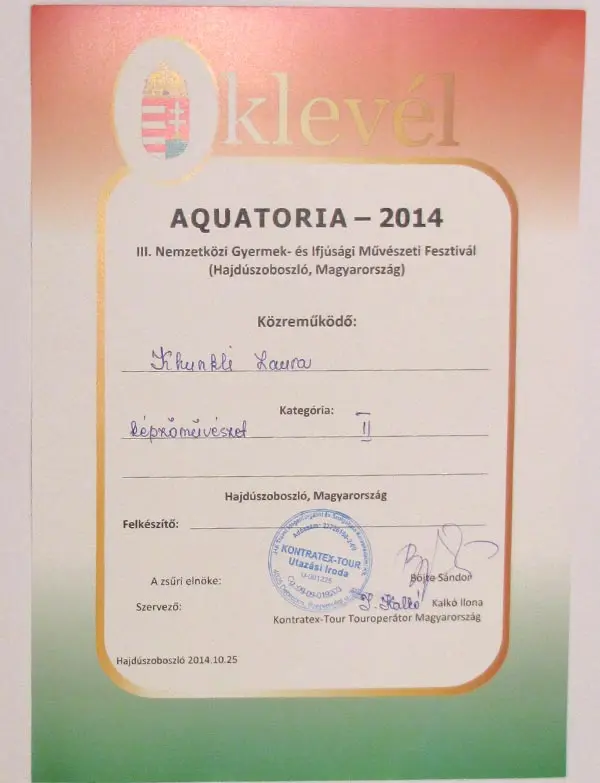 Oklevél
AQUATORIA – 2014
III. Nemzetközi Gyermek- és Ifjúsági Művészeti Fesztivál
(Hajdúszoboszló, Magyarország)
Közreműködő:
Khunkli Laura
Kategória:
képzőművészet II
Hajdúszoboszló, Magyarország
Felkészítő:
KONTRATEX-TOUR
Utazási Iroda
U-001226
A zsűri elnöke: Bőjte Sándor
Szervező: I. Kalkó Kalkó Ilona
Kontratex-Tour Touroperátor Magyarország
Hajdúszoboszló 2014.10.25